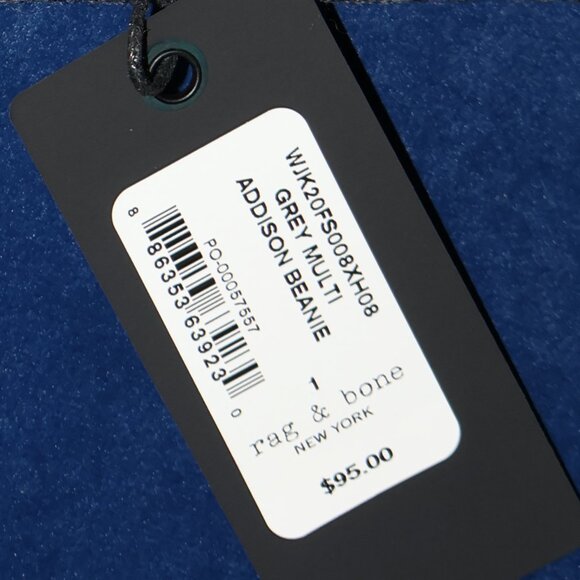 WJK20FS008XH08
GREY MULTI
ADDISON BEANIE
PO-00057557
8 86353 63923 0
1
rag & bone
NEW YORK
$95.00